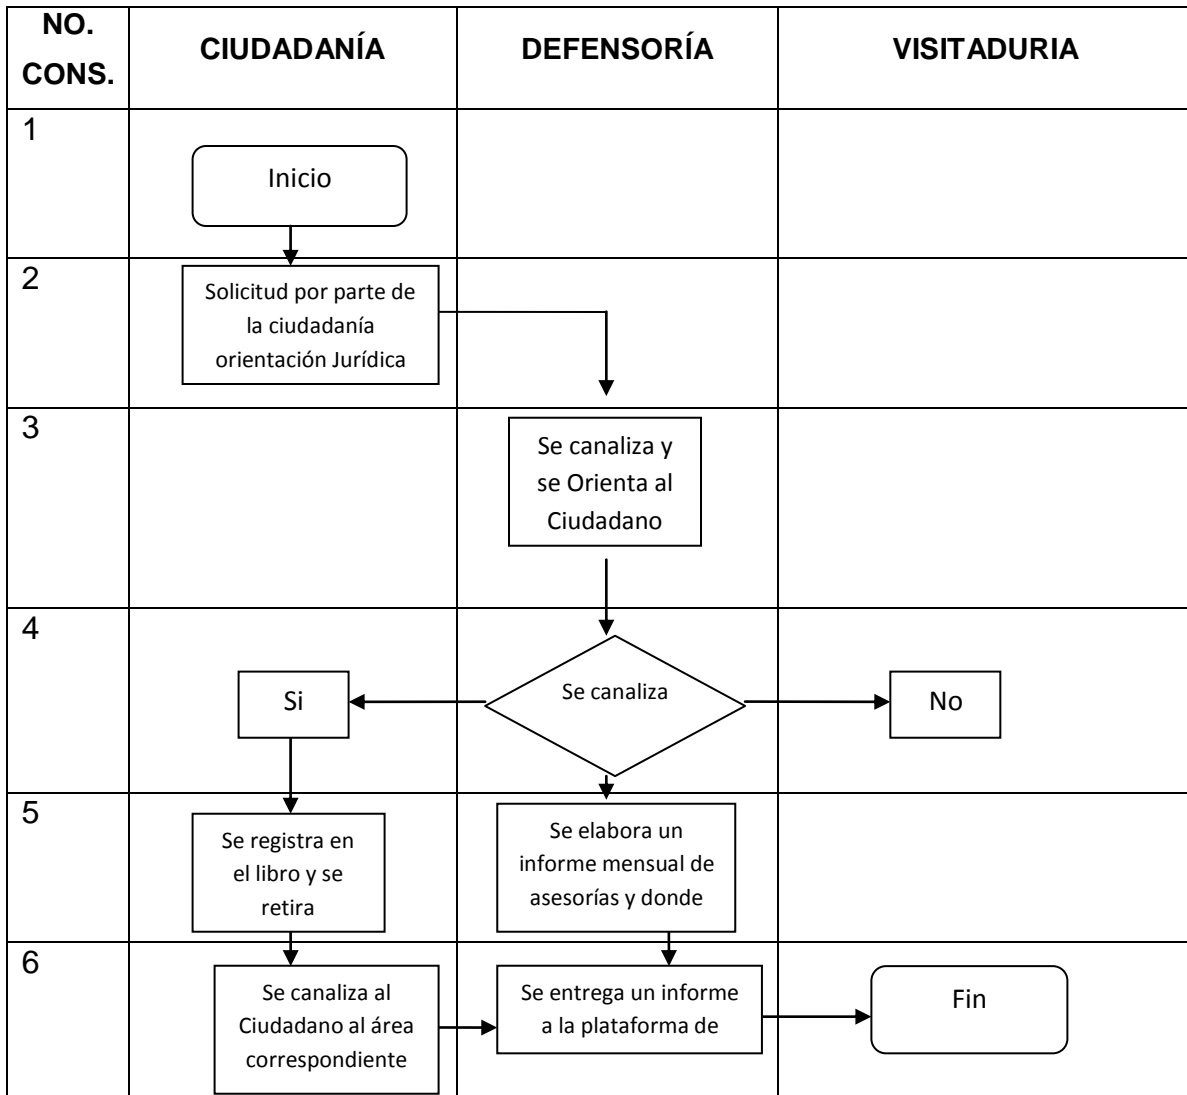 NO.
CONS.
CIUDADANÍA
DEFENSORÍA
VISITADURIA
1
Inicio
2
Solicitud por parte de
la ciudadanía
orientación Jurídica
3
Se canaliza y
se Orienta al
Ciudadano
4
Si
Se canaliza
No
5
Se registra en
el libro y se
retira
Se elabora un
informe mensual de
asesorías y donde
6
Se canaliza al
Ciudadano al área
correspondiente
Se entrega un informe
a la plataforma de
Fin